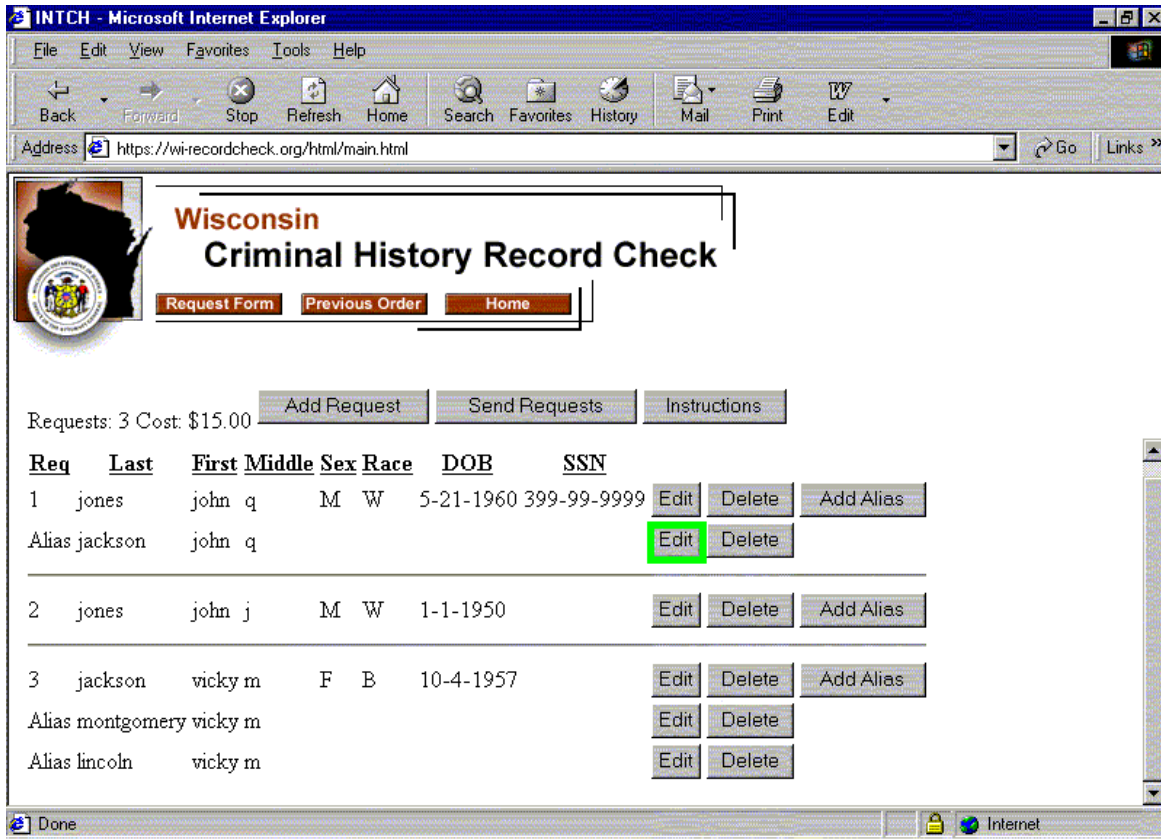 INTCH - Microsoft Internet Explorer
File Edit View Favorites Tools Help
Back Forward Stop Refresh Home Search Favorites History Mail Print Edit
Address https://wi-recordcheck.org/html/main.html Go Links »
Wisconsin
Criminal History Record Check
Request Form Previous Order Home
Requests: 3 Cost: $15.00 Add Request Send Requests Instructions
Req Last First Middle Sex Race DOB SSN
1 jones john q M W 5-21-1960 399-99-9999 Edit Delete Add Alias
Alias jackson john q Edit Delete
2 jones john j M W 1-1-1950 Edit Delete Add Alias
3 jackson vicky m F B 10-4-1957 Edit Delete Add Alias
Alias montgomery vicky m Edit Delete
Alias lincoln vicky m Edit Delete
Done Internet